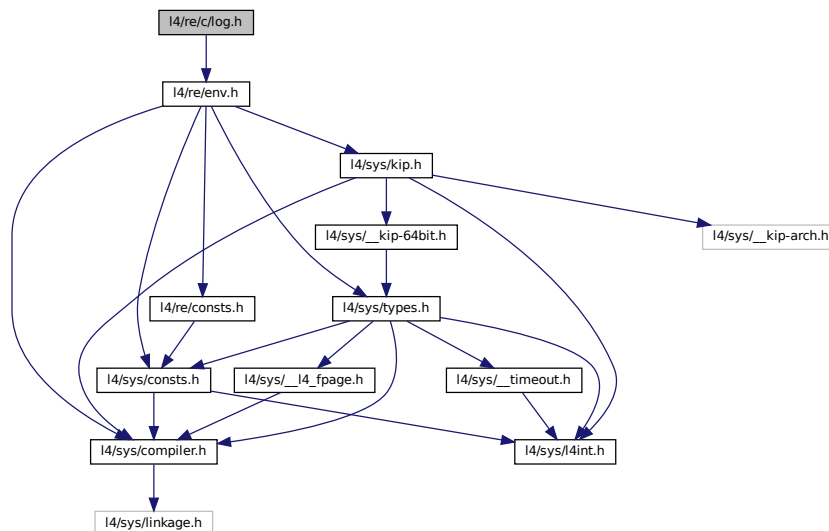 l4/re/c/log.h
l4/re/env.h
l4/sys/kip.h
l4/sys/__kip-64bit.h
l4/sys/__kip-arch.h
l4/re/consts.h
l4/sys/types.h
l4/sys/consts.h
l4/sys/__l4_fpage.h
l4/sys/__timeout.h
l4/sys/compiler.h
l4/sys/l4int.h
l4/sys/linkage.h